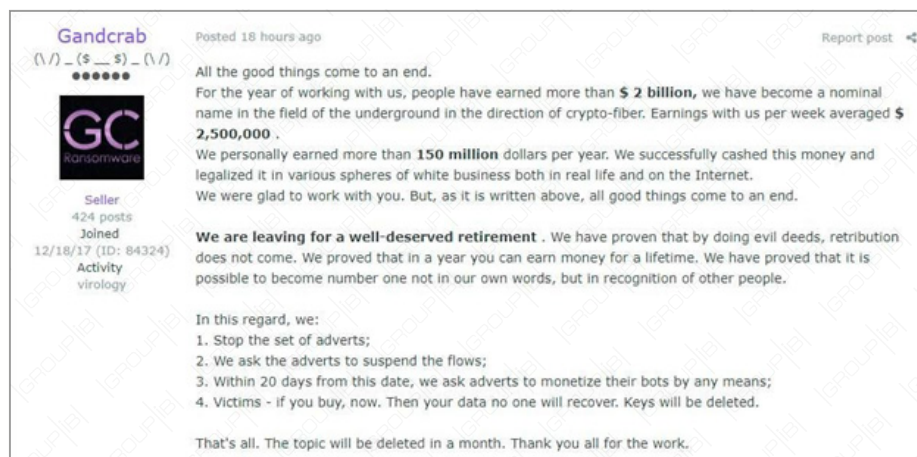 Gandcrab
(\/) _ ($ __ $) _ (\/)
●●●●●●
GC
Ransomware
Seller
424 posts
Joined
12/18/17 (ID: 84324)
Activity
virology
Posted 18 hours ago
Report post
All the good things come to an end.
For the year of working with us, people have earned more than $ 2 billion, we have become a nominal
name in the field of the underground in the direction of crypto-fiber. Earnings with us per week averaged $
2,500,000 .
We personally earned more than 150 million dollars per year. We successfully cashed this money and
legalized it in various spheres of white business both in real life and on the Internet.
We were glad to work with you. But, as it is written above, all good things come to an end.
We are leaving for a well-deserved retirement . We have proven that by doing evil deeds, retribution
does not come. We proved that in a year you can earn money for a lifetime. We have proved that it is
possible to become number one not in our own words, but in recognition of other people.
In this regard, we:
1. Stop the set of adverts;
2. We ask the adverts to suspend the flows;
3. Within 20 days from this date, we ask adverts to monetize their bots by any means;
4. Victims - if you buy, now. Then your data no one will recover. Keys will be deleted.
That's all. The topic will be deleted in a month. Thank you all for the work.
GROUP|iB|